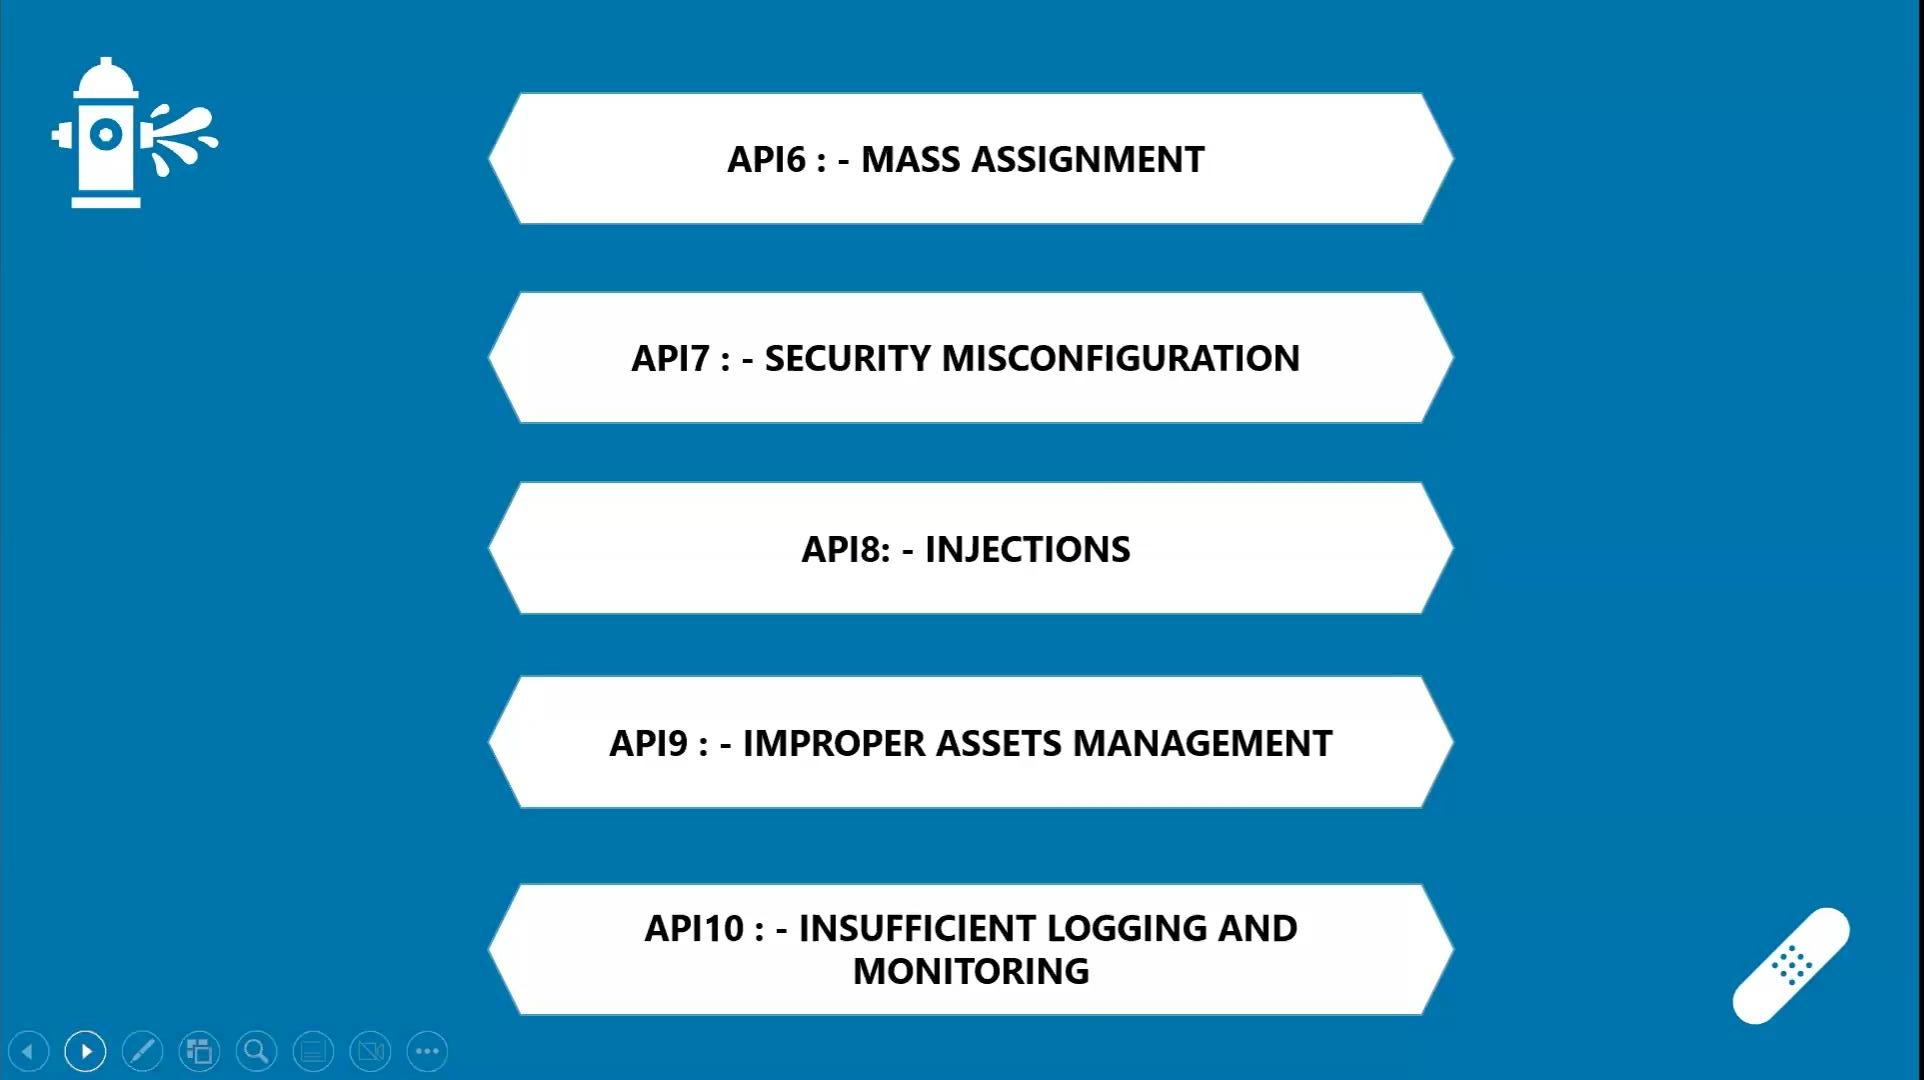 API6 : - MASS ASSIGNMENT
API7 : - SECURITY MISCONFIGURATION
API8: - INJECTIONS
API9 : - IMPROPER ASSETS MANAGEMENT
API10 : - INSUFFICIENT LOGGING AND
MONITORING